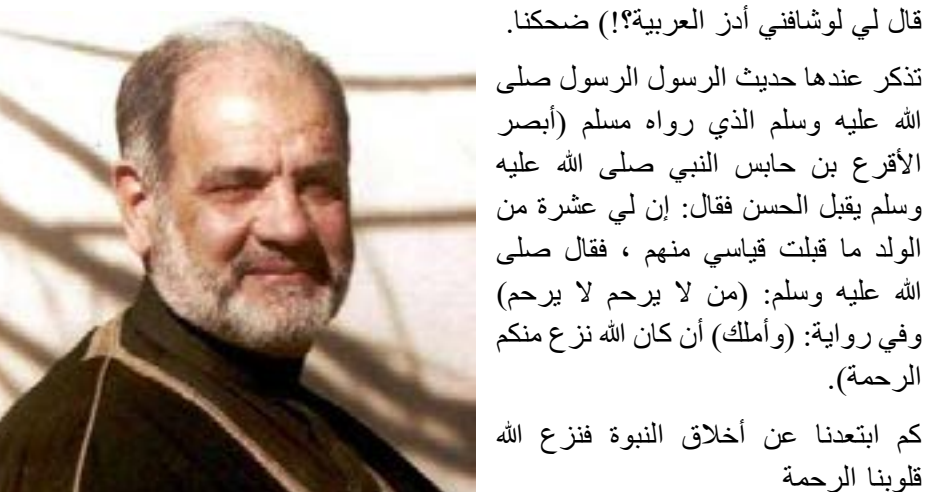 قال لي لوشافني أدز العربية؟!) ضحكنا.
تذكر عندها حديث الرسول الرسول صلى
الله عليه وسلم الذي رواه مسلم (أبصر
الأقرع بن حابس النبي صلى الله عليه
وسلم يقبل الحسن فقال: إن لي عشرة من
الولد ما قبلت قياسي منهم ، فقال صلى
الله عليه وسلم: (من لا يرحم لا يرحم)
وفي رواية: (وأملك) أن كان الله نزع منكم
الرحمة).
كم ابتعدنا عن أخلاق النبوة فنزع الله
قلوبنا الرحمة